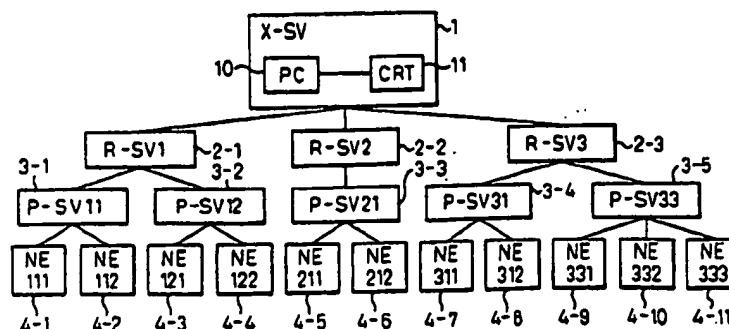 X-SV
1
10
PC
CRT
11
R-SV1
2-1
R-SV2
2-2
R-SV3
2-3
3-1
3-2
3-3
3-4
3-5
P-SV11
P-SV12
P-SV21
P-SV31
P-SV33
NE
111
NE
112
NE
121
NE
122
NE
211
NE
212
NE
311
NE
312
NE
331
NE
332
NE
333
4-1
4-2
4-3
4-4
4-5
4-6
4-7
4-8
4-9
4-10
4-11